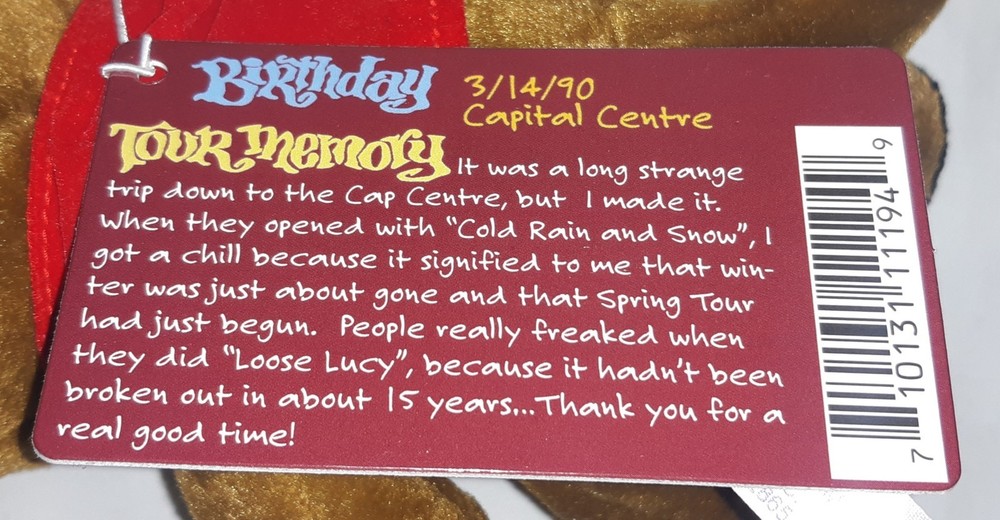 Birthday 3/14/90
Capital Centre
Tour Memory It was a long strange
trip down to the Cap Centre, but I made it.
When they opened with "Cold Rain and Snow", I
got a chill because it signified to me that win-
ter was just about gone and that Spring Tour
had just begun. People really freaked when
they did "Loose Lucy", because it hadn't been
broken out in about 15 years...Thank you for a
real good time!
7 10131 11194 9